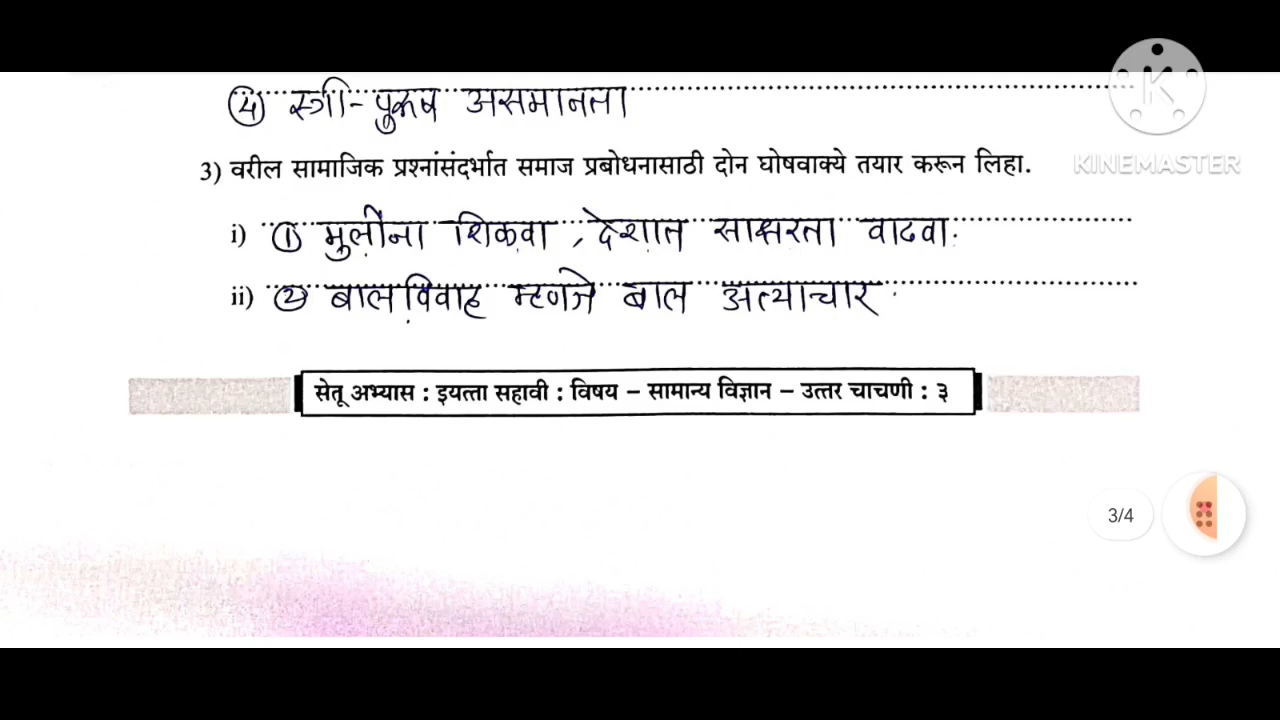 ④ स्त्री-पुरूष असमानता
KINEMASTER
3) वरील सामाजिक प्रश्नांसंदर्भात समाज प्रबोधनासाठी दोन घोषवाक्ये तयार करून लिहा.
i) ① मुलींना शिकवा, देशात साक्षरता वाढवा.
ii) ② बालविवाह म्हणजे बाल अत्याचार.
सेतू अभ्यास : इयत्ता सहावी : विषय – सामान्य विज्ञान – उत्तर चाचणी : ३
3/4